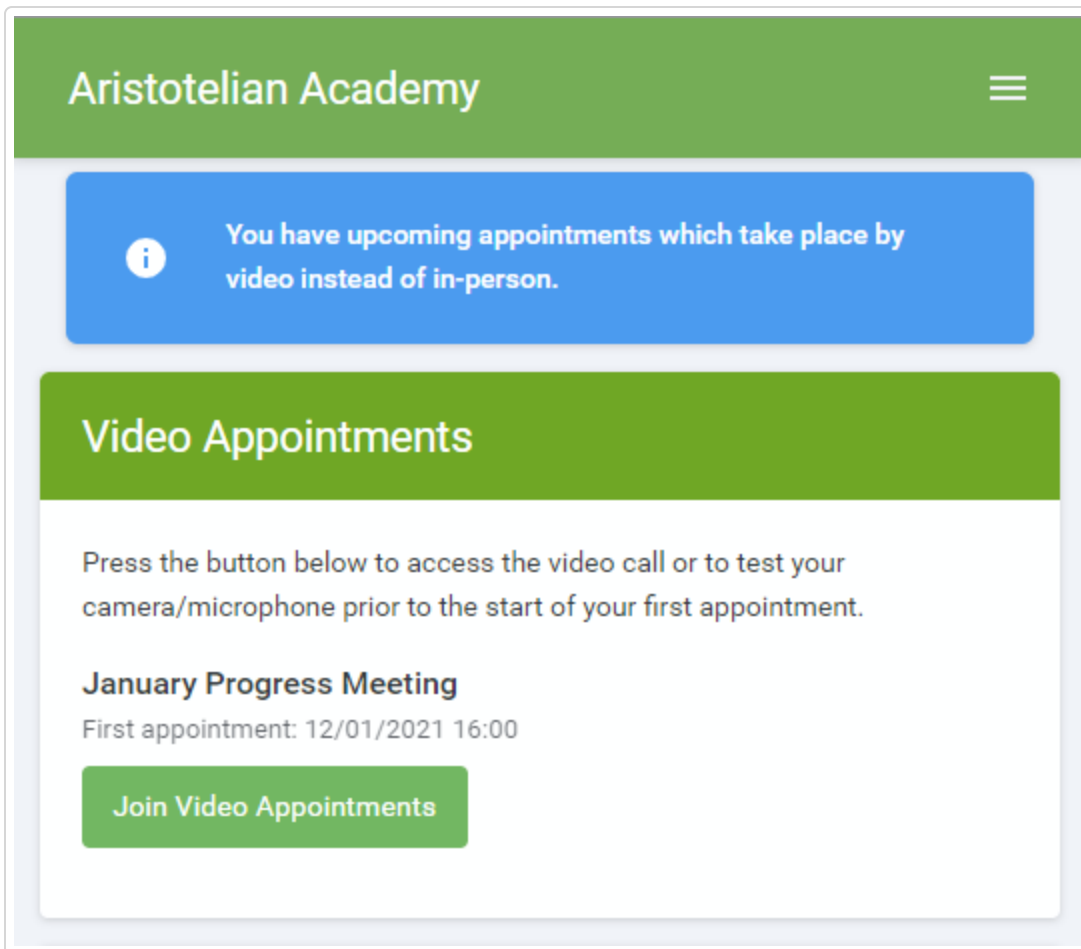 Aristotelian Academy
You have upcoming appointments which take place by
video instead of in-person.
Video Appointments
Press the button below to access the video call or to test your
camera/microphone prior to the start of your first appointment.
January Progress Meeting
First appointment: 12/01/2021 16:00
Join Video Appointments